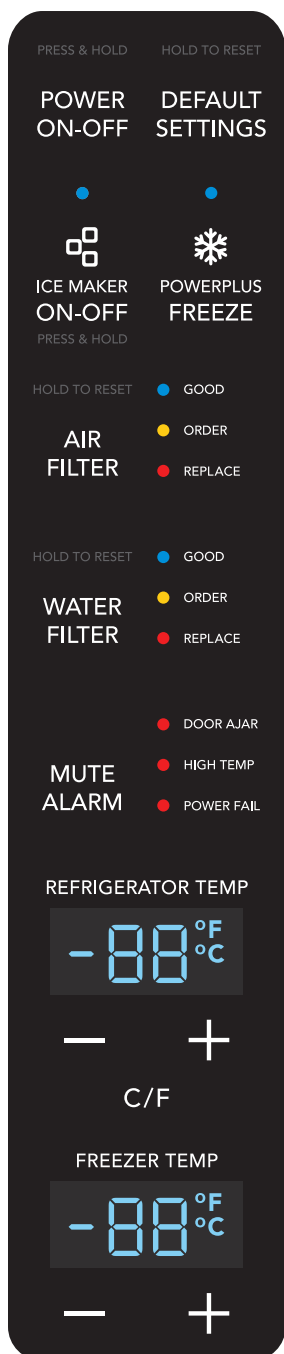 PRESS & HOLD
HOLD TO RESET
POWER
ON-OFF
DEFAULT
SETTINGS
ICE MAKER
ON-OFF
PRESS & HOLD
POWERPLUS
FREEZE
HOLD TO RESET
AIR
FILTER
GOOD
ORDER
REPLACE
HOLD TO RESET
WATER
FILTER
GOOD
ORDER
REPLACE
MUTE
ALARM
DOOR AJAR
HIGH TEMP
POWER FAIL
REFRIGERATOR TEMP
-88 °F
°C
− +
C/F
FREEZER TEMP
-88 °F
°C
− +